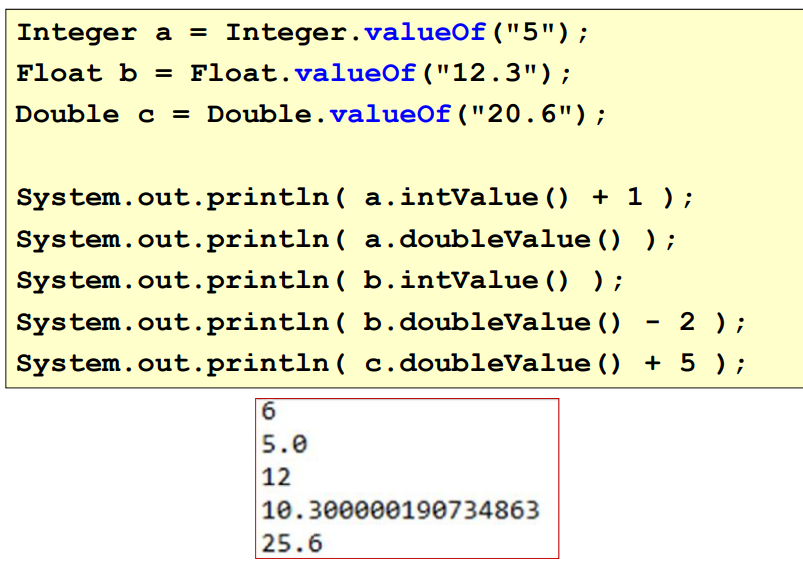 Integer a = Integer.valueOf("5");
Float b = Float.valueOf("12.3");
Double c = Double.valueOf("20.6");
System.out.println( a.intValue() + 1 );
System.out.println( a.doubleValue() );
System.out.println( b.intValue() );
System.out.println( b.doubleValue() - 2 );
System.out.println( c.doubleValue() + 5 );
6
5.0
12
10.300000190734863
25.6